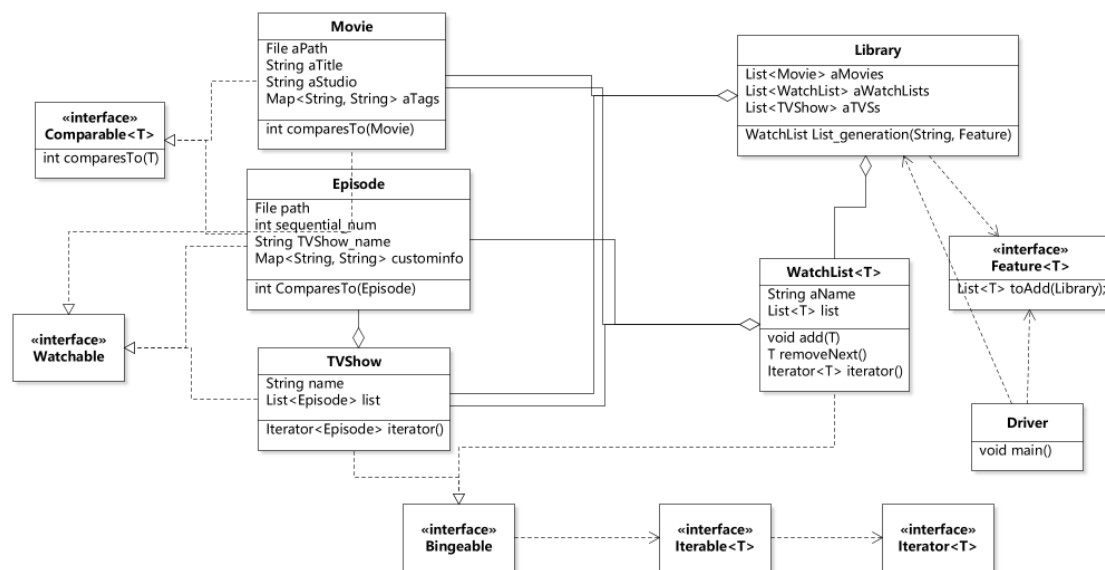 Movie
File aPath
String aTitle
String aStudio
Map<String, String> aTags
int comparesTo(Movie)
Library
List<Movie> aMovies
List<WatchList> aWatchLists
List<TVShow> aTVSs
WatchList List_generation(String, Feature)
«interface»
Comparable<T>
int comparesTo(T)
Episode
File path
int sequential_num
String TVShow_name
Map<String, String> custominfo
int ComparesTo(Episode)
«interface»
Feature<T>
List<T> toAdd(Library);
WatchList<T>
String aName
List<T> list
void add(T)
T removeNext()
Iterator<T> iterator()
«interface»
Watchable
TVShow
String name
List<Episode> list
Iterator<Episode> iterator()
Driver
void main()
«interface»
Bingeable
«interface»
Iterable<T>
«interface»
Iterator<T>